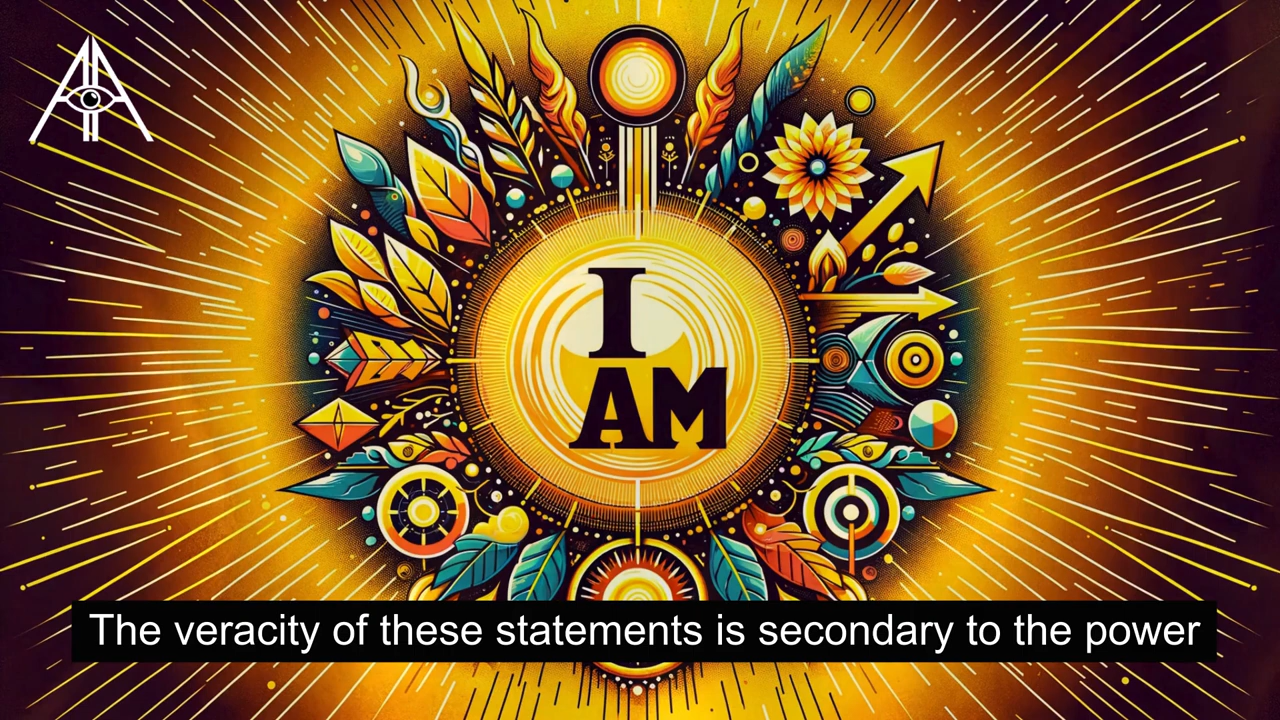 I
AM
The veracity of these statements is secondary to the power